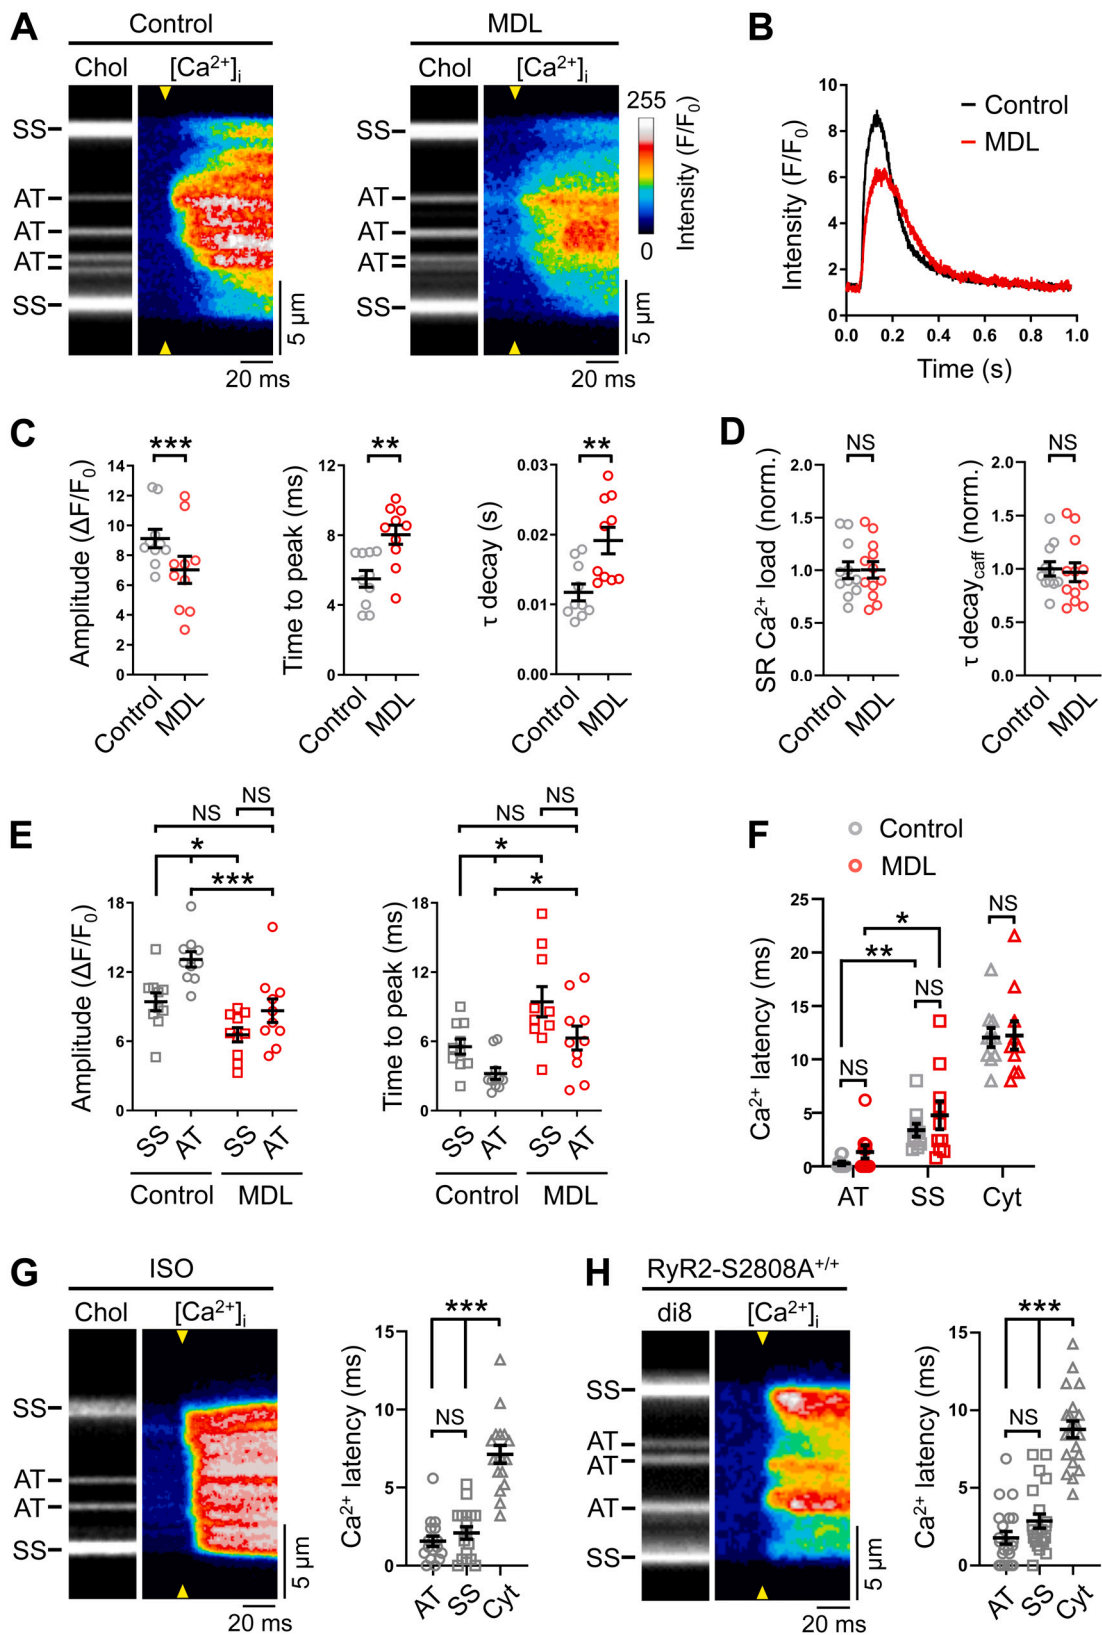 A
Control
MDL
Chol
[Ca²⁺]ᵢ
Chol
[Ca²⁺]ᵢ
SS
AT
AT
AT
SS
SS
AT
AT
AT
SS
5 µm
20 ms
5 µm
20 ms
255
0
Intensity (F/F₀)
B
Control
MDL
Intensity (F/F₀)
10
8
6
4
2
0
0.0 0.2 0.4 0.6 0.8 1.0
Time (s)
C
***
Amplitude (ΔF/F₀)
14
12
10
8
6
4
2
0
Control
MDL
**
Time to peak (ms)
12
8
4
0
Control
MDL
**
τ decay (s)
0.03
0.02
0.01
0.00
Control
MDL
D
NS
SR Ca²⁺ load (norm.)
2.0
1.5
1.0
0.5
0.0
Control
MDL
NS
τ decay_caff (norm.)
2.0
1.5
1.0
0.5
0.0
Control
MDL
E
NS
NS
*
***
Amplitude (ΔF/F₀)
18
12
6
0
SS AT SS AT
Control MDL
NS
NS
*
*
Time to peak (ms)
18
12
6
0
SS AT SS AT
Control MDL
F
Control
MDL
Ca²⁺ latency (ms)
25
20
15
10
5
0
NS
*
**
NS
NS
AT SS Cyt
G
ISO
Chol
[Ca²⁺]ᵢ
SS
AT
AT
SS
5 µm
20 ms
***
NS
Ca²⁺ latency (ms)
15
10
5
0
AT SS Cyt
H
RyR2-S2808A⁺/⁺
di8
[Ca²⁺]ᵢ
SS
AT
AT
AT
SS
5 µm
20 ms
***
NS
Ca²⁺ latency (ms)
15
10
5
0
AT SS Cyt